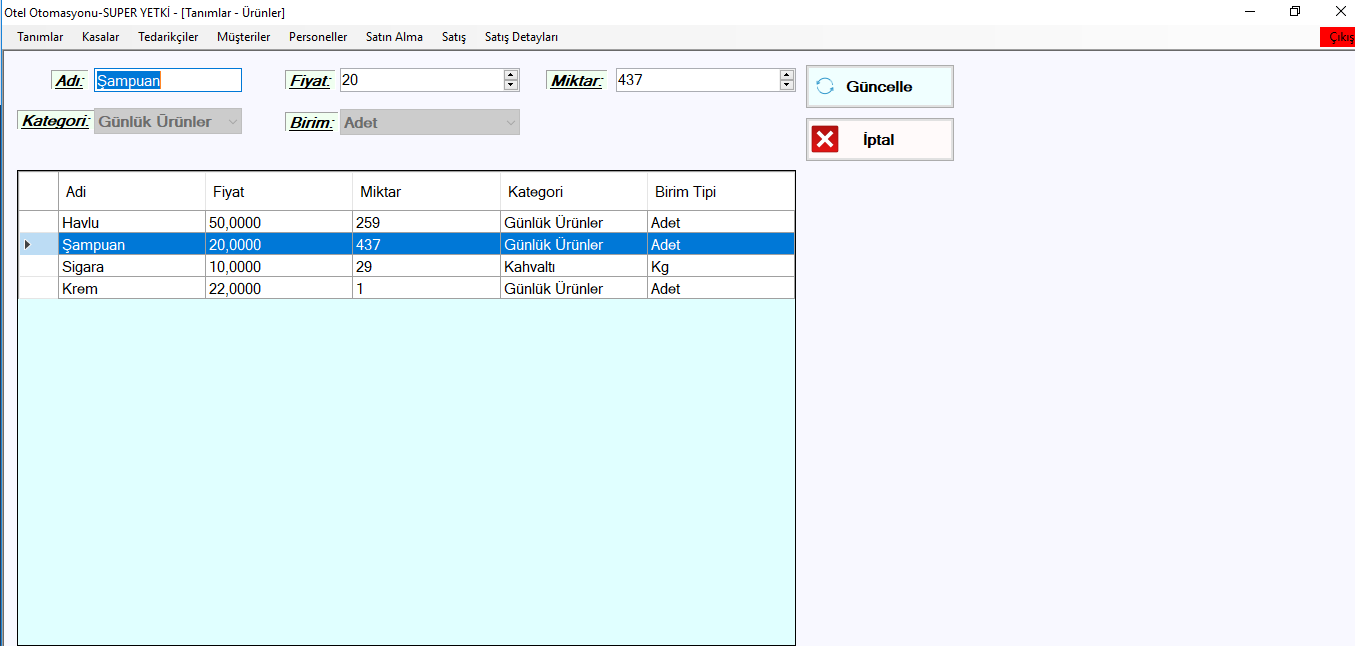 Otel Otomasyonu-SUPER YETKİ - [Tanımlar - Ürünler]
Tanımlar Kasalar Tedarikçiler Müşteriler Personeller Satın Alma Satış Satış Detayları Çıkış
Adı: Şampuan Fiyat: 20 Miktar: 437 Güncelle
Kategori: Günlük Ürünler Birim: Adet
İptal
Adi Fiyat Miktar Kategori Birim Tipi
Havlu 50,0000 259 Günlük Ürünler Adet
Şampuan 20,0000 437 Günlük Ürünler Adet
Sigara 10,0000 29 Kahvaltı Kg
Krem 22,0000 1 Günlük Ürünler Adet